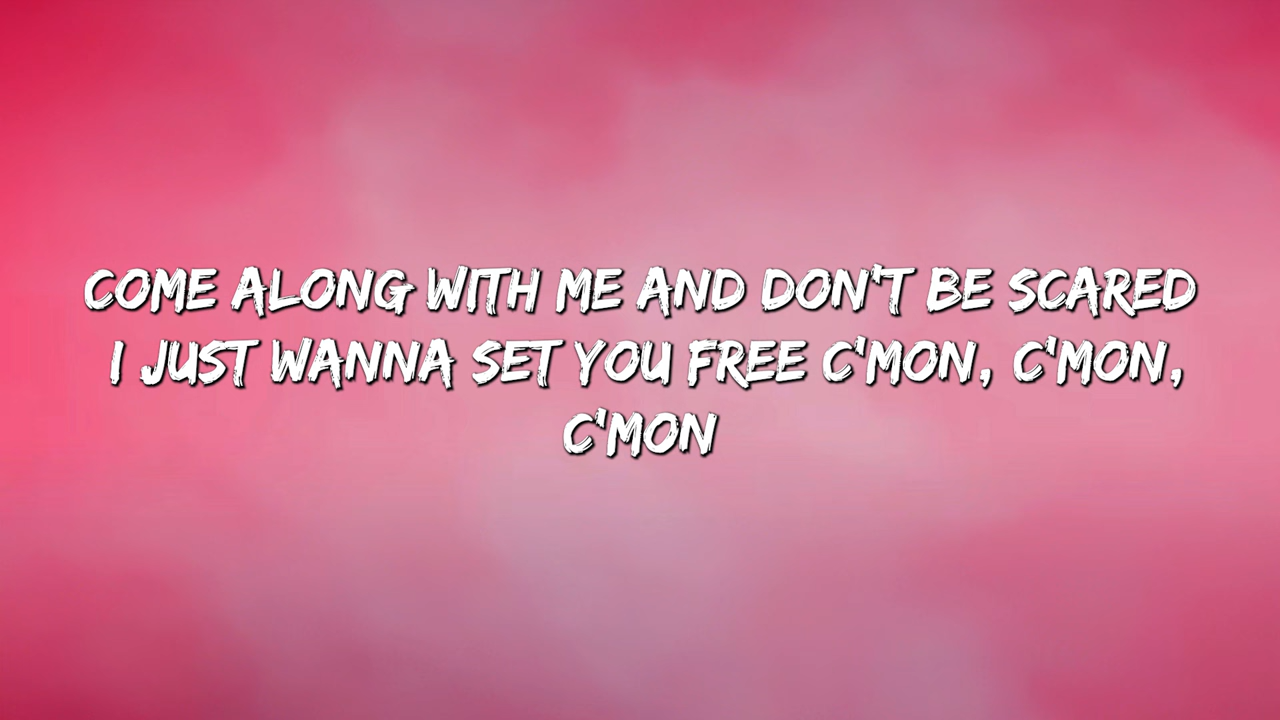 COME ALONG WITH ME AND DON'T BE SCARED
I JUST WANNA SET YOU FREE C'MON, C'MON,
C'MON